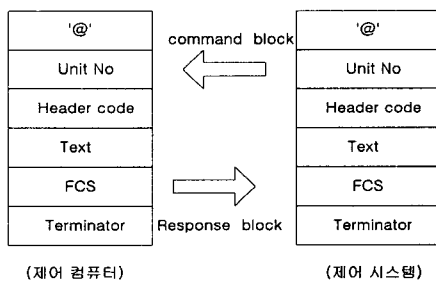 '@'
Unit No
Header code
Text
FCS
Terminator
(제어 컴퓨터)
command block
Response block
'@'
Unit No
Header code
Text
FCS
Terminator
(제어 시스템)